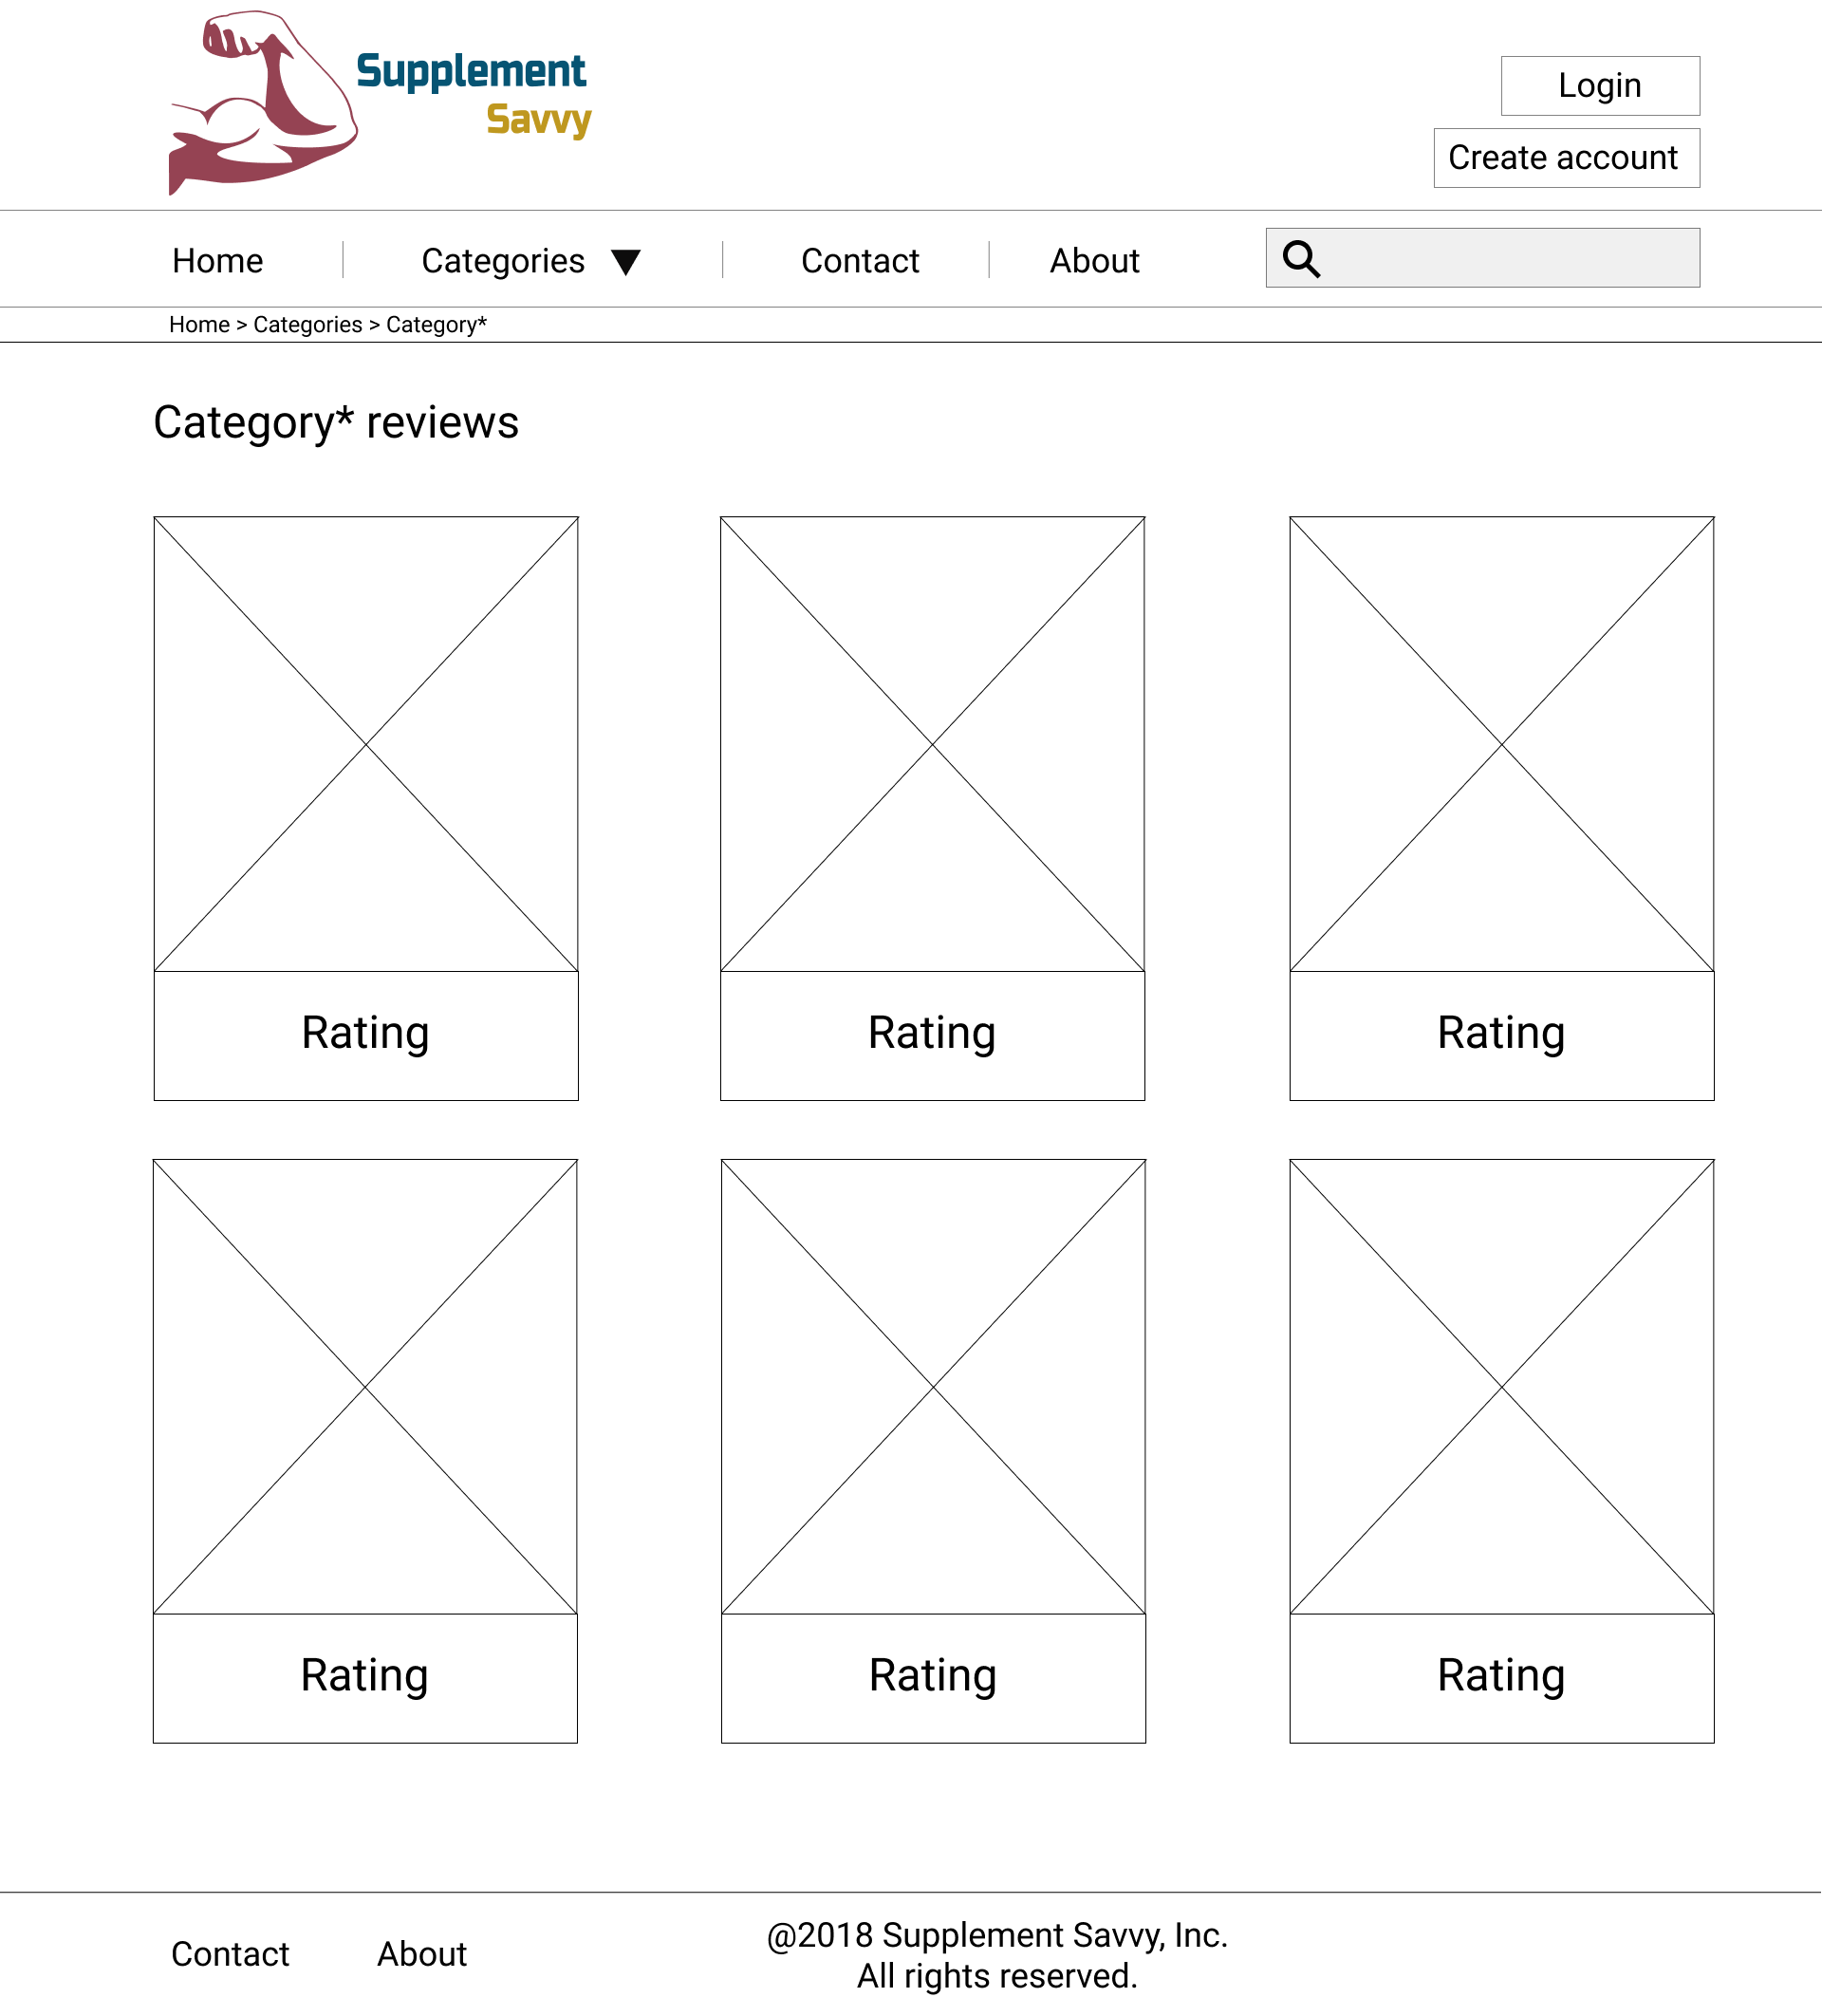 Supplement
Savvy
Login
Create account
Home
Categories
Contact
About
Home > Categories > Category*
Category* reviews
Rating
Rating
Rating
Rating
Rating
Rating
Contact
About
@2018 Supplement Savvy, Inc.
All rights reserved.